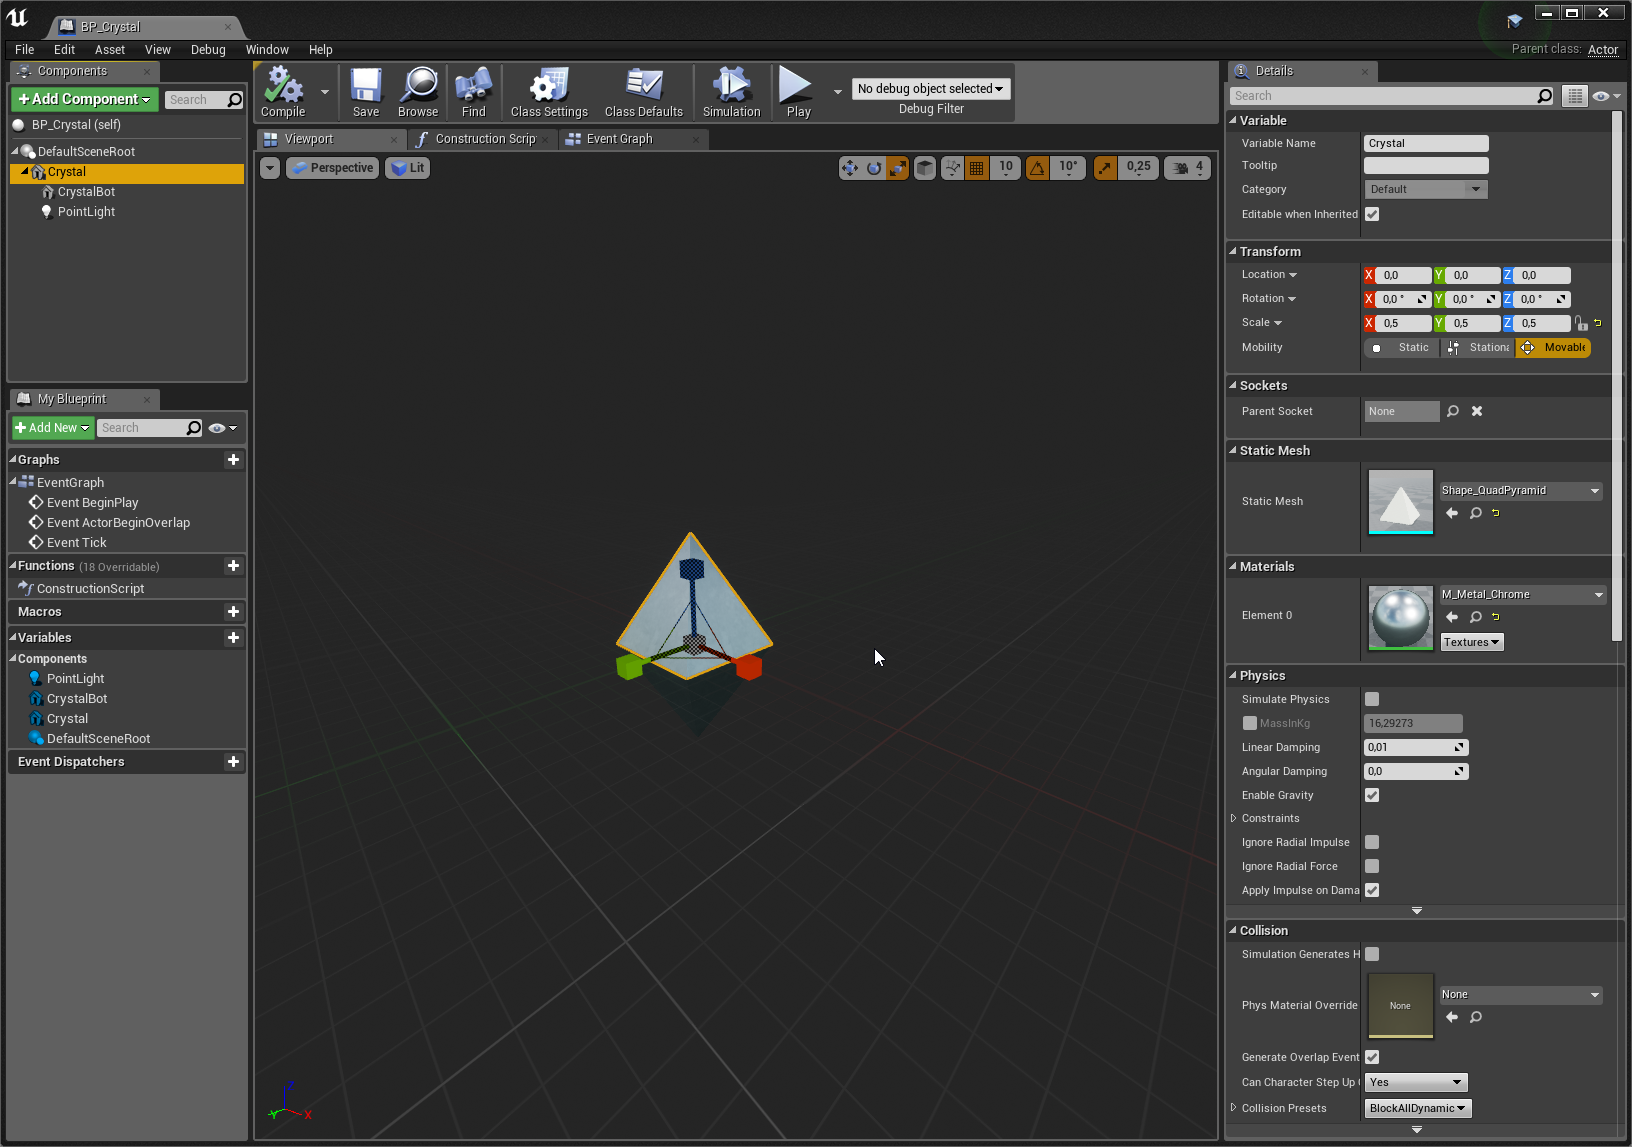 BP_Crystal
File Edit Asset View Debug Window Help
Parent class: Actor
Components
Add Component
Search
BP_Crystal (self)
DefaultSceneRoot
Crystal
CrystalBot
PointLight
My Blueprint
Add New
Search
Graphs
EventGraph
Event BeginPlay
Event ActorBeginOverlap
Event Tick
Functions (18 Overridable)
ConstructionScript
Macros
Variables
Components
PointLight
CrystalBot
Crystal
DefaultSceneRoot
Event Dispatchers
Compile
Save
Browse
Find
Class Settings
Class Defaults
Simulation
Play
No debug object selected
Debug Filter
Viewport
Construction Scrip
Event Graph
Perspective
Lit
10
10°
0,25
4
Z
Y
X
Details
Search
Variable
Variable Name Crystal
Tooltip
Category Default
Editable when Inherited
Transform
Location X 0,0 Y 0,0 Z 0,0
Rotation X 0,0 ° Y 0,0 ° Z 0,0 °
Scale X 0,5 Y 0,5 Z 0,5
Mobility Static Stationa Movable
Sockets
Parent Socket None
Static Mesh
Static Mesh Shape_QuadPyramid
Materials
Element 0 M_Metal_Chrome
Textures
Physics
Simulate Physics
MassInKg 16,29273
Linear Damping 0,01
Angular Damping 0,0
Enable Gravity
Constraints
Ignore Radial Impulse
Ignore Radial Force
Apply Impulse on Dama
Collision
Simulation Generates H
Phys Material Override None None
Generate Overlap Event
Can Character Step Up Yes
Collision Presets BlockAllDynamic